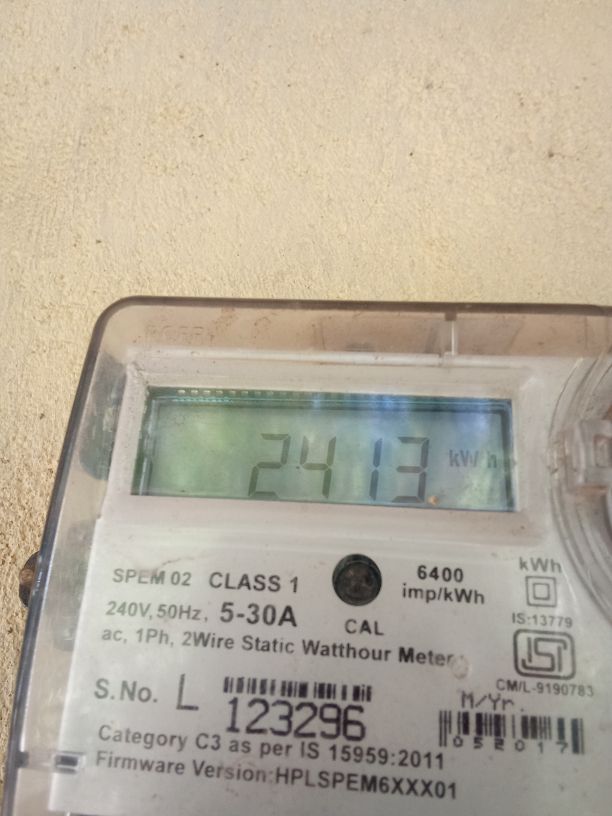 2413 kWh
SPEM 02 CLASS 1
240V, 50Hz, 5-30A
ac, 1Ph, 2Wire Static Watthour Meter
CAL
6400
imp/kWh
kWh
IS:13779
ISI
CM/L-9190783
S.No. L 123296
M/Yr.
052017
Category C3 as per IS 15959:2011
Firmware Version:HPLSPEM6XXX01